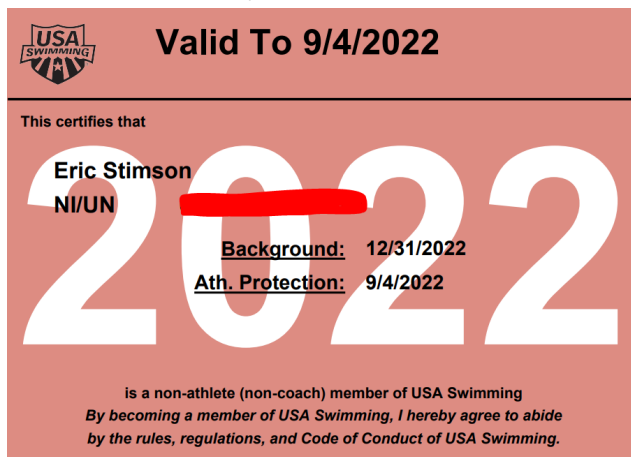 USA
SWIMMING
Valid To 9/4/2022
This certifies that
2022
Eric Stimson
NI/UN
Background: 12/31/2022
Ath. Protection: 9/4/2022
is a non-athlete (non-coach) member of USA Swimming
By becoming a member of USA Swimming, I hereby agree to abide
by the rules, regulations, and Code of Conduct of USA Swimming.